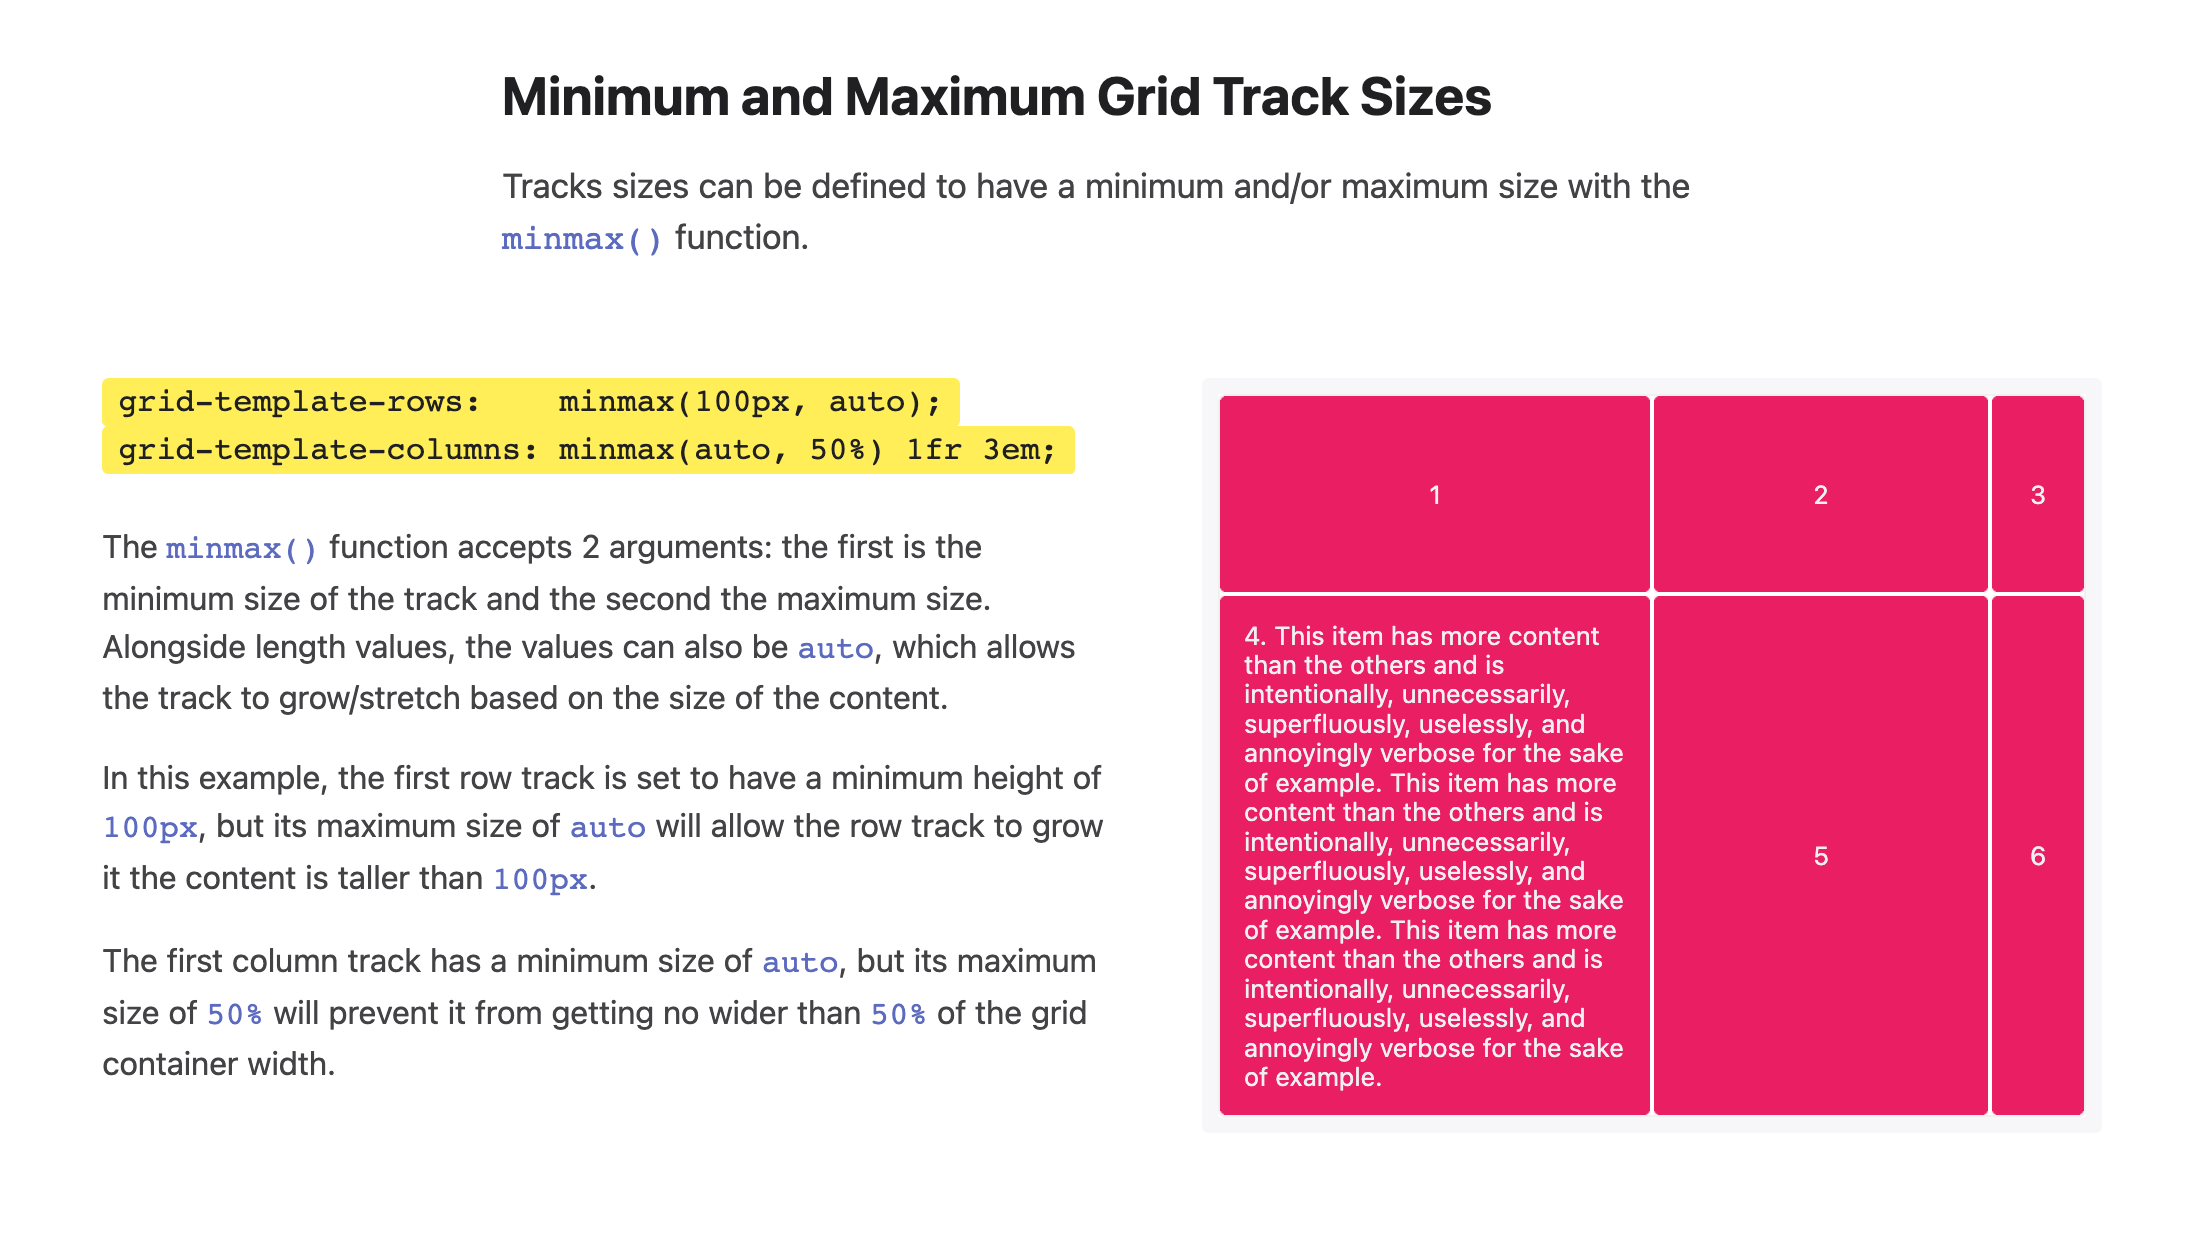 Minimum and Maximum Grid Track Sizes
Tracks sizes can be defined to have a minimum and/or maximum size with the
minmax() function.
grid-template-rows:    minmax(100px, auto);
grid-template-columns: minmax(auto, 50%) 1fr 3em;
The minmax() function accepts 2 arguments: the first is the
minimum size of the track and the second the maximum size.
Alongside length values, the values can also be auto, which allows
the track to grow/stretch based on the size of the content.
In this example, the first row track is set to have a minimum height of
100px, but its maximum size of auto will allow the row track to grow
it the content is taller than 100px.
The first column track has a minimum size of auto, but its maximum
size of 50% will prevent it from getting no wider than 50% of the grid
container width.
1
2
3
4. This item has more content
than the others and is
intentionally, unnecessarily,
superfluously, uselessly, and
annoyingly verbose for the sake
of example. This item has more
content than the others and is
intentionally, unnecessarily,
superfluously, uselessly, and
annoyingly verbose for the sake
of example. This item has more
content than the others and is
intentionally, unnecessarily,
superfluously, uselessly, and
annoyingly verbose for the sake
of example.
5
6